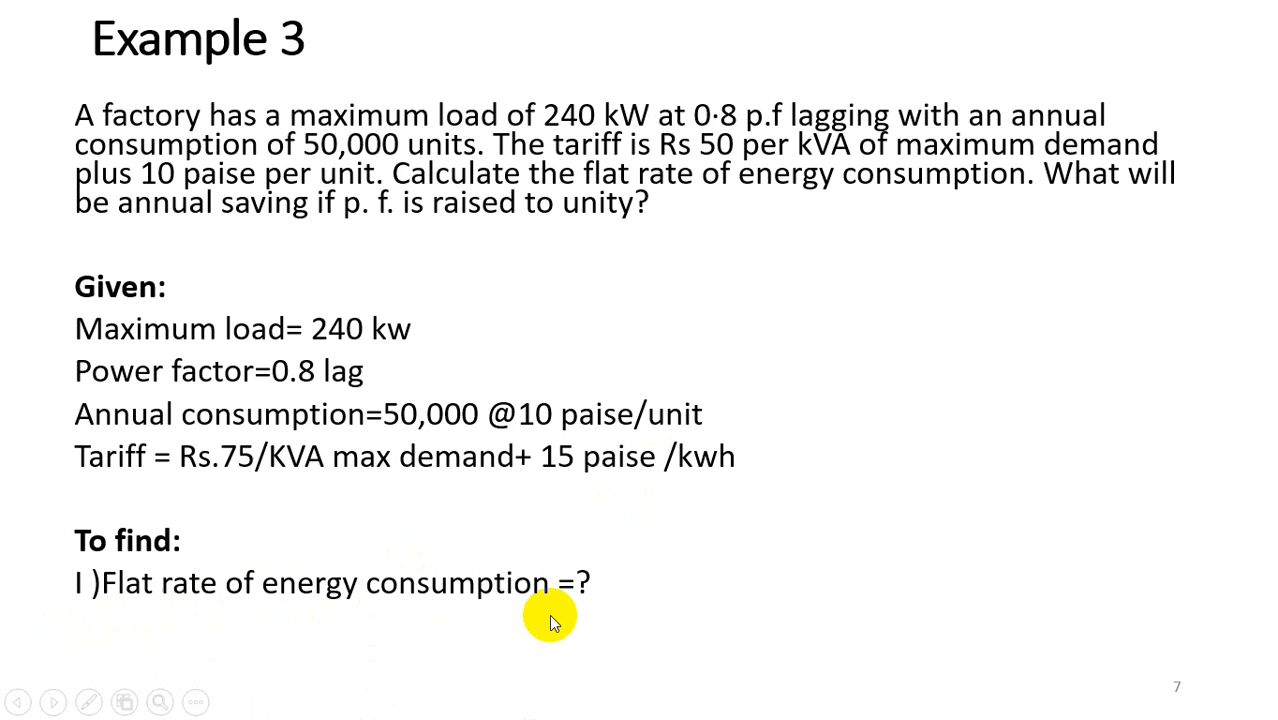 Example 3
A factory has a maximum load of 240 kW at 0·8 p.f lagging with an annual
consumption of 50,000 units. The tariff is Rs 50 per kVA of maximum demand
plus 10 paise per unit. Calculate the flat rate of energy consumption. What will
be annual saving if p. f. is raised to unity?
Given:
Maximum load= 240 kw
Power factor=0.8 lag
Annual consumption=50,000 @10 paise/unit
Tariff = Rs.75/KVA max demand+ 15 paise /kwh
To find:
I )Flat rate of energy consumption =?
7